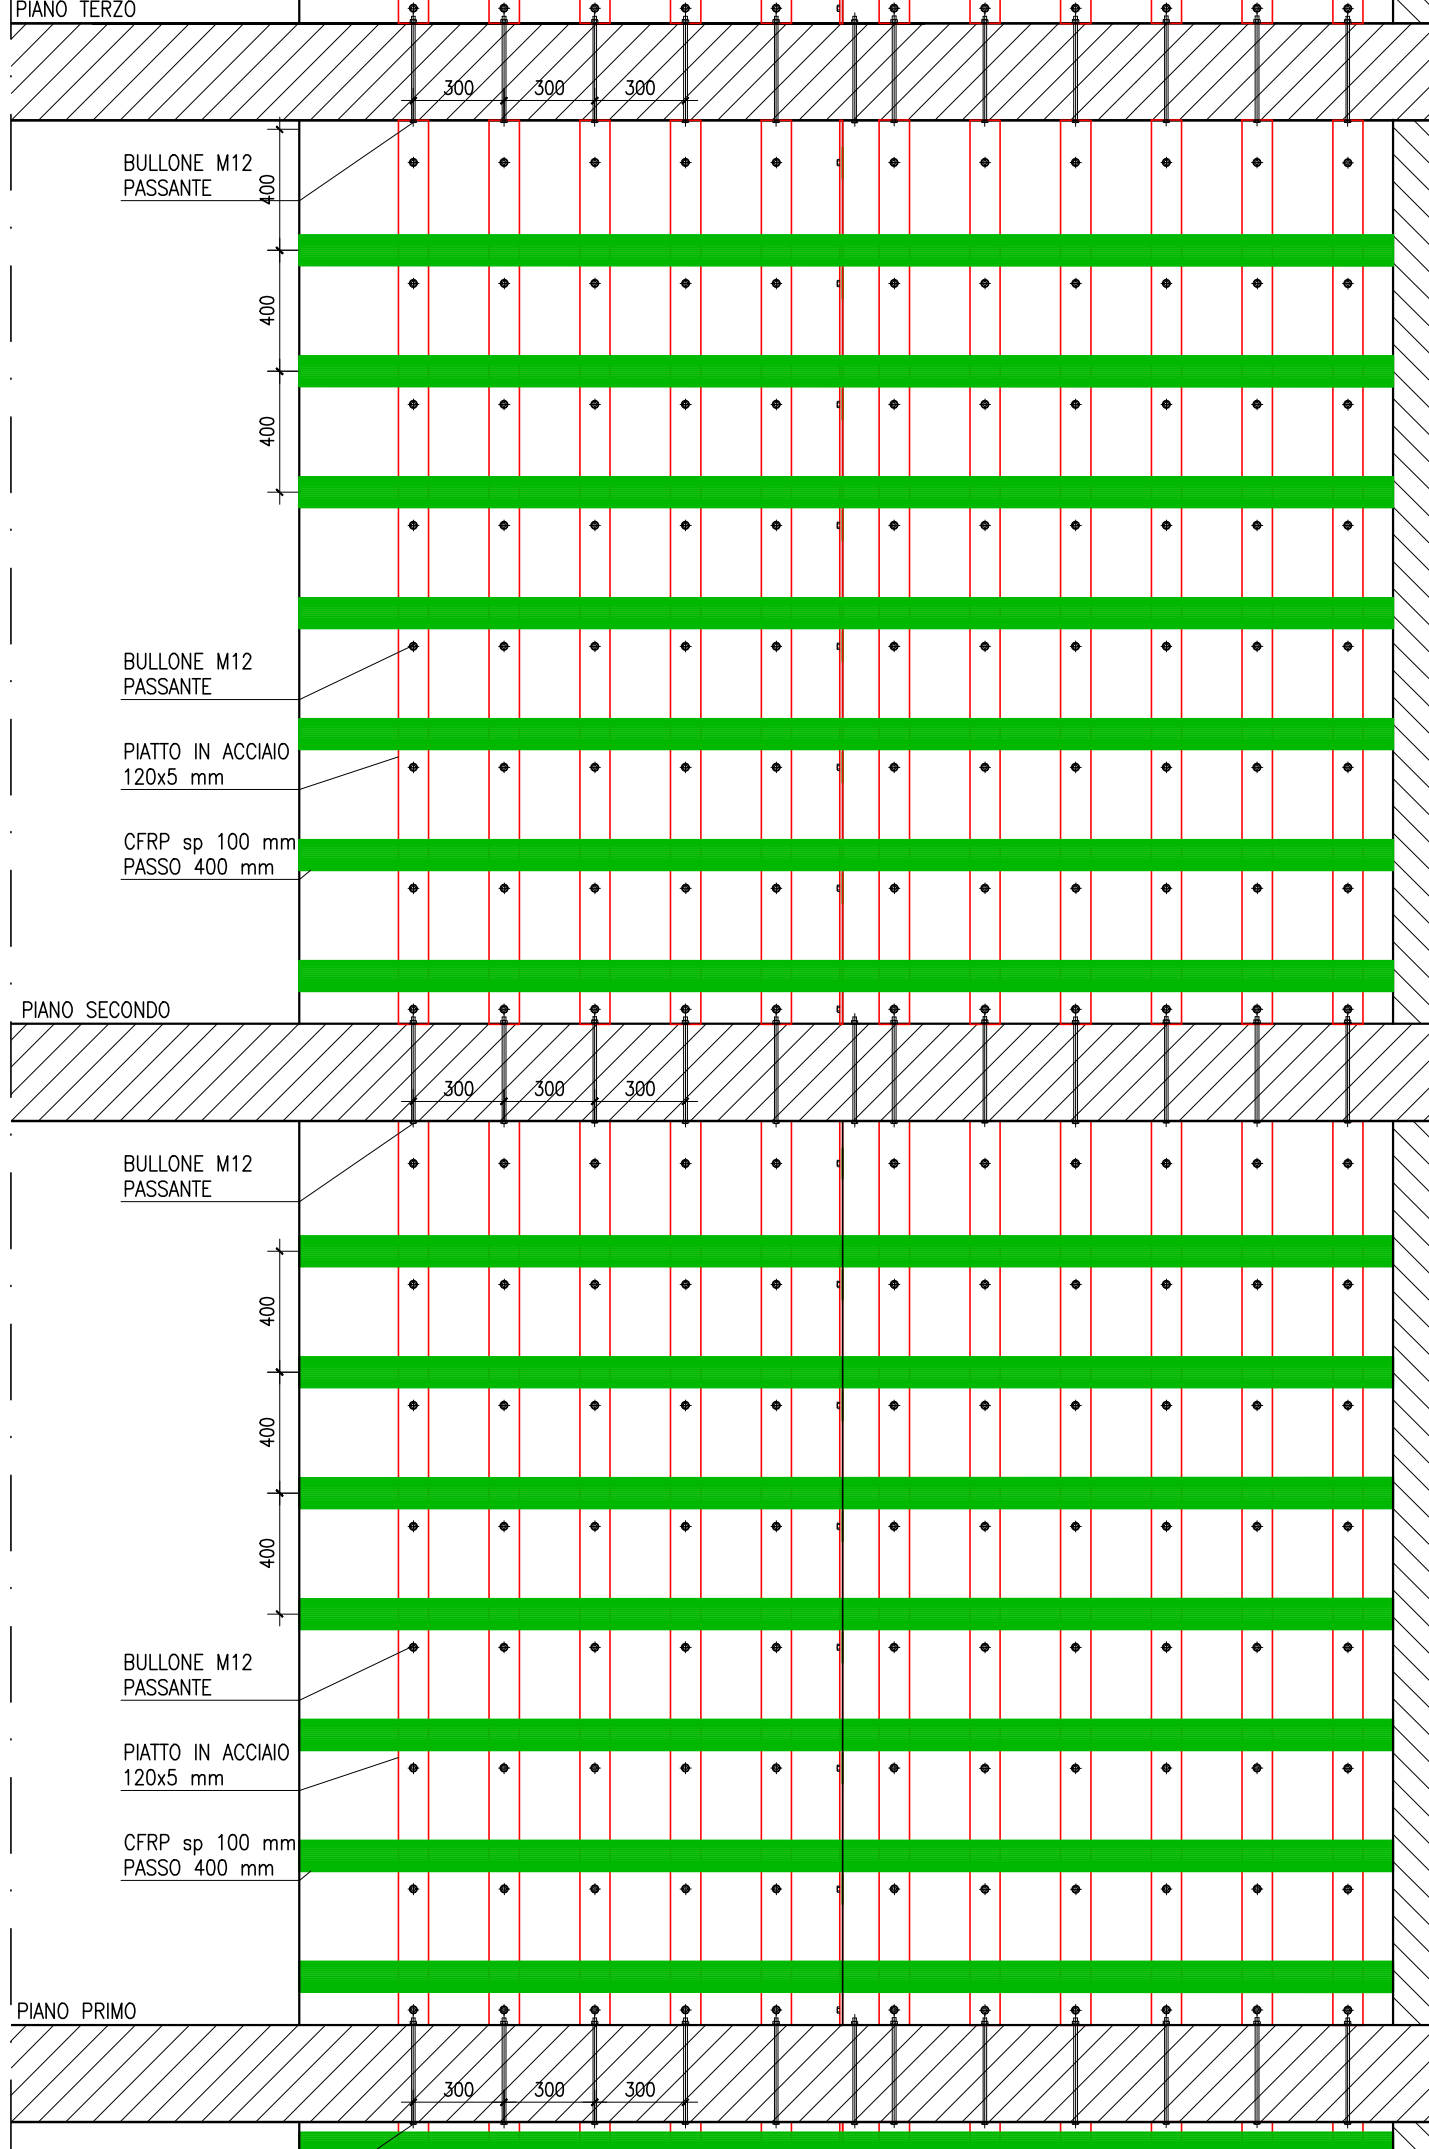 PIANO TERZO
300 300 300
BULLONE M12
PASSANTE
400
400
400
BULLONE M12
PASSANTE
PIATTO IN ACCIAIO
120x5 mm
CFRP sp 100 mm
PASSO 400 mm
PIANO SECONDO
300 300 300
BULLONE M12
PASSANTE
400
400
400
BULLONE M12
PASSANTE
PIATTO IN ACCIAIO
120x5 mm
CFRP sp 100 mm
PASSO 400 mm
PIANO PRIMO
300 300 300